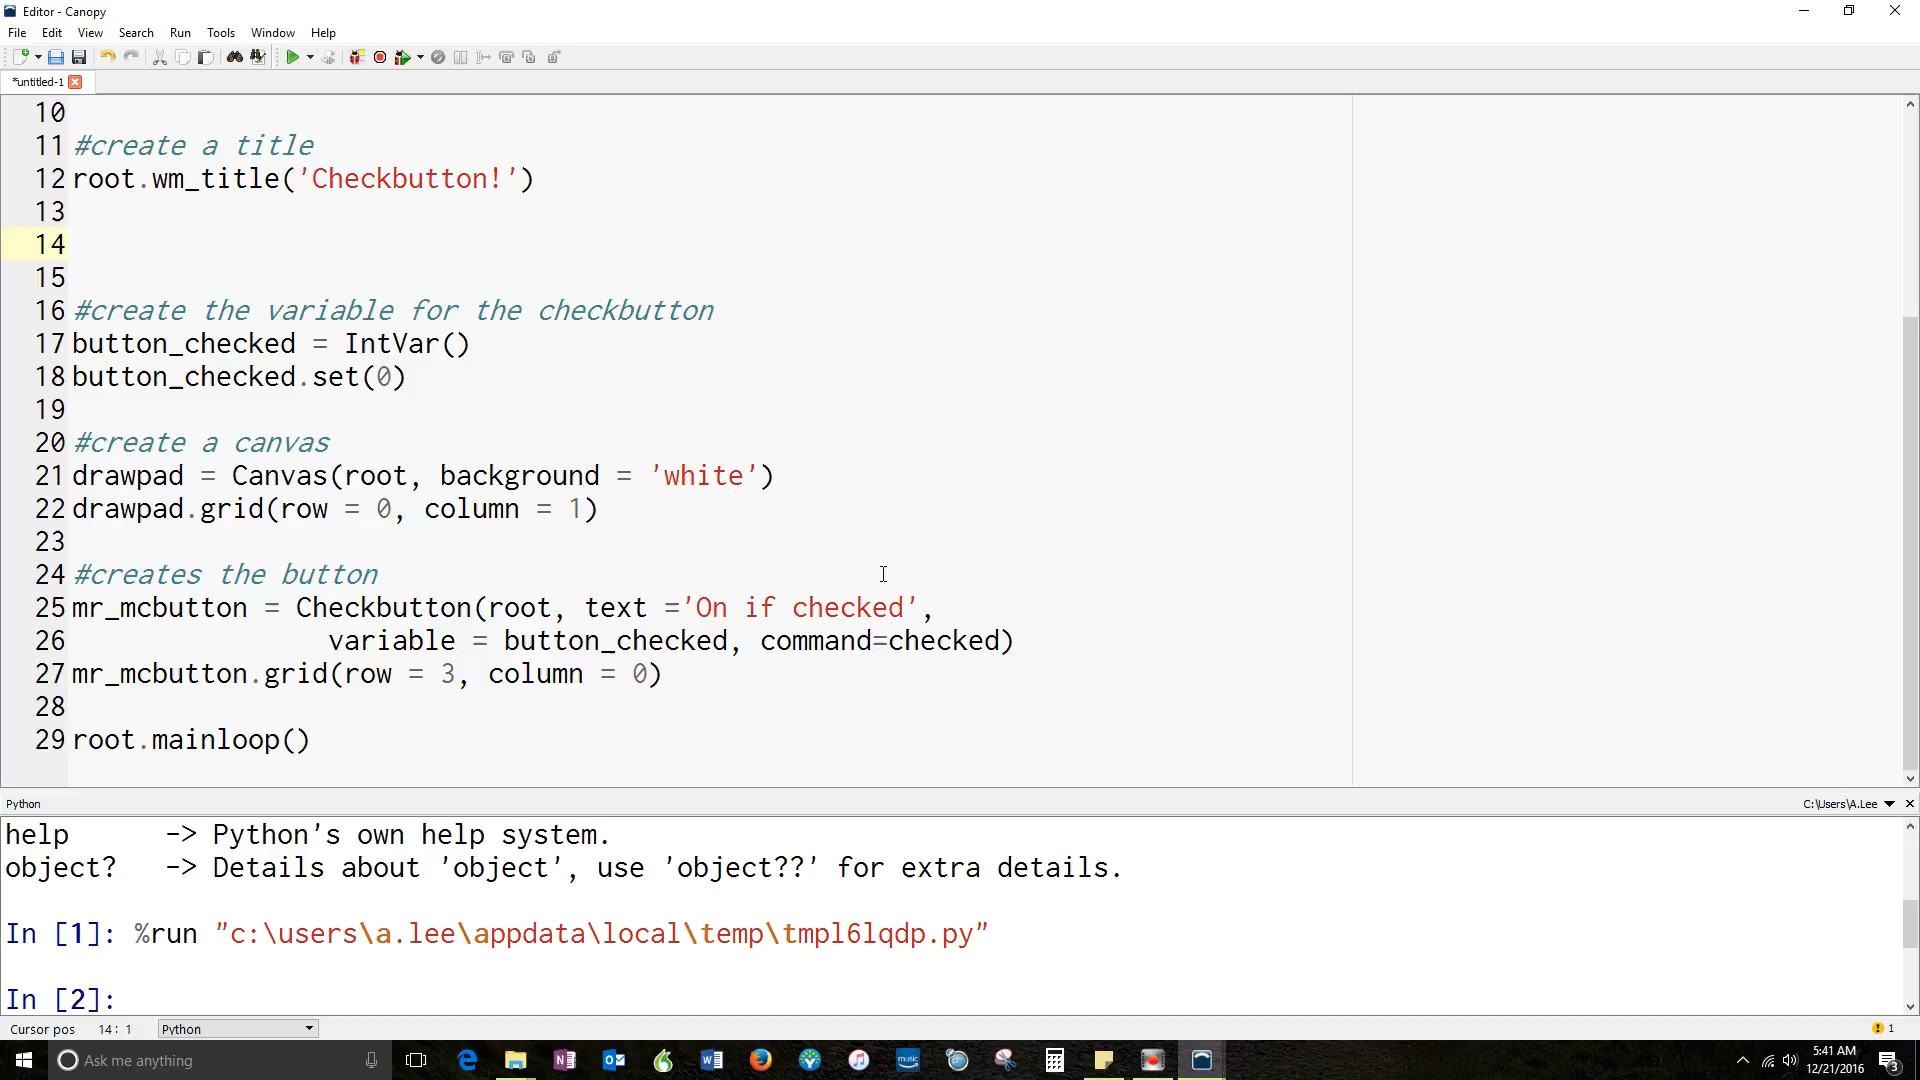 Editor - Canopy
File Edit View Search Run Tools Window Help
*untitled-1
10
11 #create a title
12 root.wm_title('Checkbutton!')
13
14
15
16 #create the variable for the checkbutton
17 button_checked = IntVar()
18 button_checked.set(0)
19
20 #create a canvas
21 drawpad = Canvas(root, background = 'white')
22 drawpad.grid(row = 0, column = 1)
23
24 #creates the button
25 mr_mcbutton = Checkbutton(root, text ='On if checked',
26 variable = button_checked, command=checked)
27 mr_mcbutton.grid(row = 3, column = 0)
28
29 root.mainloop()
Python C:\Users\A.Lee
help -> Python's own help system.
object? -> Details about 'object', use 'object??' for extra details.
In [1]: %run "c:\users\a.lee\appdata\local\temp\tmpl6lqdp.py"
In [2]:
Cursor pos 14: 1 Python 1
Ask me anything
music
5:41 AM
12/21/2016
3